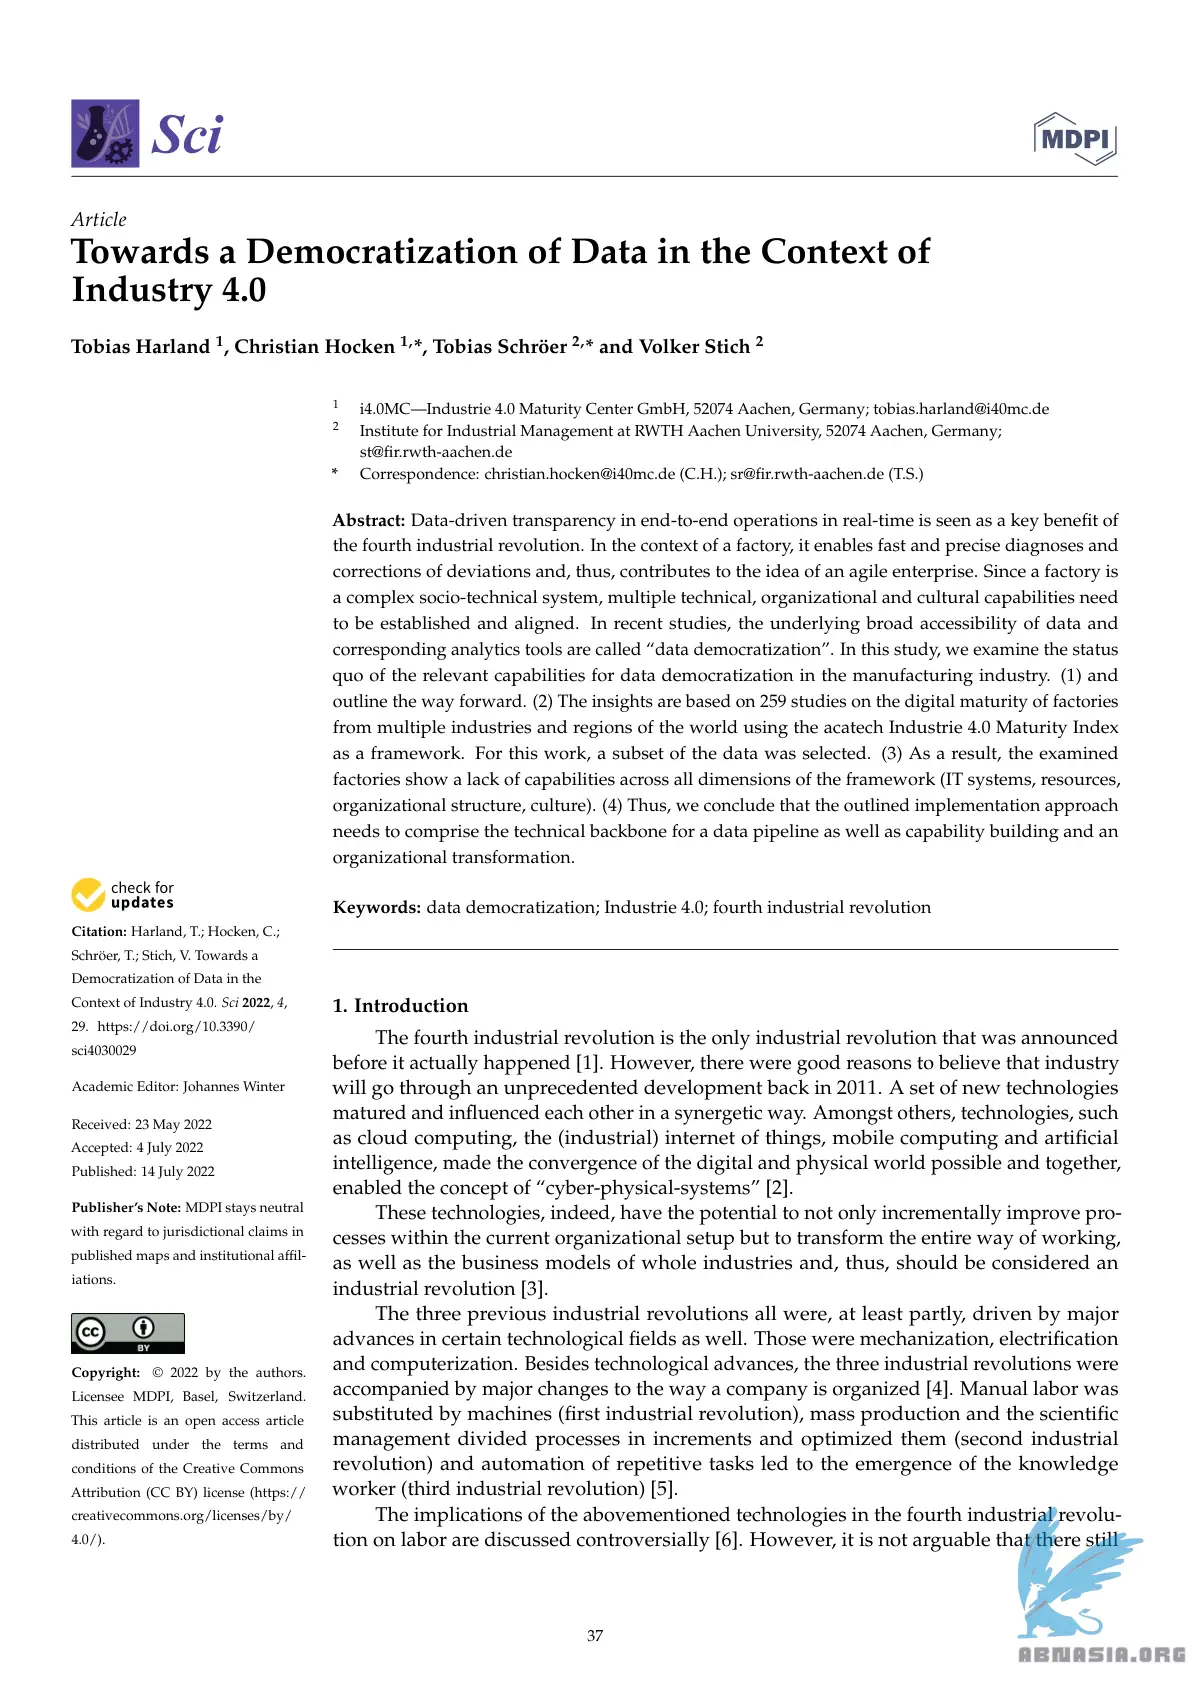 Sci
MDPI
Article
Towards a Democratization of Data in the Context of
Industry 4.0
Tobias Harland 1, Christian Hocken 1,*, Tobias Schröer 2,* and Volker Stich 2
1 i4.0MC—Industrie 4.0 Maturity Center GmbH, 52074 Aachen, Germany; tobias.harland@i40mc.de
2 Institute for Industrial Management at RWTH Aachen University, 52074 Aachen, Germany;
st@fir.rwth-aachen.de
* Correspondence: christian.hocken@i40mc.de (C.H.); sr@fir.rwth-aachen.de (T.S.)
Abstract: Data-driven transparency in end-to-end operations in real-time is seen as a key benefit of
the fourth industrial revolution. In the context of a factory, it enables fast and precise diagnoses and
corrections of deviations and, thus, contributes to the idea of an agile enterprise. Since a factory is
a complex socio-technical system, multiple technical, organizational and cultural capabilities need
to be established and aligned. In recent studies, the underlying broad accessibility of data and
corresponding analytics tools are called “data democratization”. In this study, we examine the status
quo of the relevant capabilities for data democratization in the manufacturing industry. (1) and
outline the way forward. (2) The insights are based on 259 studies on the digital maturity of factories
from multiple industries and regions of the world using the acatech Industrie 4.0 Maturity Index
as a framework. For this work, a subset of the data was selected. (3) As a result, the examined
factories show a lack of capabilities across all dimensions of the framework (IT systems, resources,
organizational structure, culture). (4) Thus, we conclude that the outlined implementation approach
needs to comprise the technical backbone for a data pipeline as well as capability building and an
organizational transformation.
Keywords: data democratization; Industrie 4.0; fourth industrial revolution
check for
updates
Citation: Harland, T.; Hocken, C.;
Schröer, T.; Stich, V. Towards a
Democratization of Data in the
Context of Industry 4.0. Sci 2022, 4,
29. https://doi.org/10.3390/
sci4030029
Academic Editor: Johannes Winter
Received: 23 May 2022
Accepted: 4 July 2022
Published: 14 July 2022
Publisher’s Note: MDPI stays neutral
with regard to jurisdictional claims in
published maps and institutional affil-
iations.
CC BY
Copyright: © 2022 by the authors.
Licensee MDPI, Basel, Switzerland.
This article is an open access article
distributed under the terms and
conditions of the Creative Commons
Attribution (CC BY) license (https://
creativecommons.org/licenses/by/
4.0/).
1. Introduction
The fourth industrial revolution is the only industrial revolution that was announced
before it actually happened [1]. However, there were good reasons to believe that industry
will go through an unprecedented development back in 2011. A set of new technologies
matured and influenced each other in a synergetic way. Amongst others, technologies, such
as cloud computing, the (industrial) internet of things, mobile computing and artificial
intelligence, made the convergence of the digital and physical world possible and together,
enabled the concept of “cyber-physical-systems” [2].
These technologies, indeed, have the potential to not only incrementally improve pro-
cesses within the current organizational setup but to transform the entire way of working,
as well as the business models of whole industries and, thus, should be considered an
industrial revolution [3].
The three previous industrial revolutions all were, at least partly, driven by major
advances in certain technological fields as well. Those were mechanization, electrification
and computerization. Besides technological advances, the three industrial revolutions were
accompanied by major changes to the way a company is organized [4]. Manual labor was
substituted by machines (first industrial revolution), mass production and the scientific
management divided processes in increments and optimized them (second industrial
revolution) and automation of repetitive tasks led to the emergence of the knowledge
worker (third industrial revolution) [5].
The implications of the abovementioned technologies in the fourth industrial revolu-
tion on labor are discussed controversially [6]. However, it is not arguable that there still
37
ABNASIA.ORG